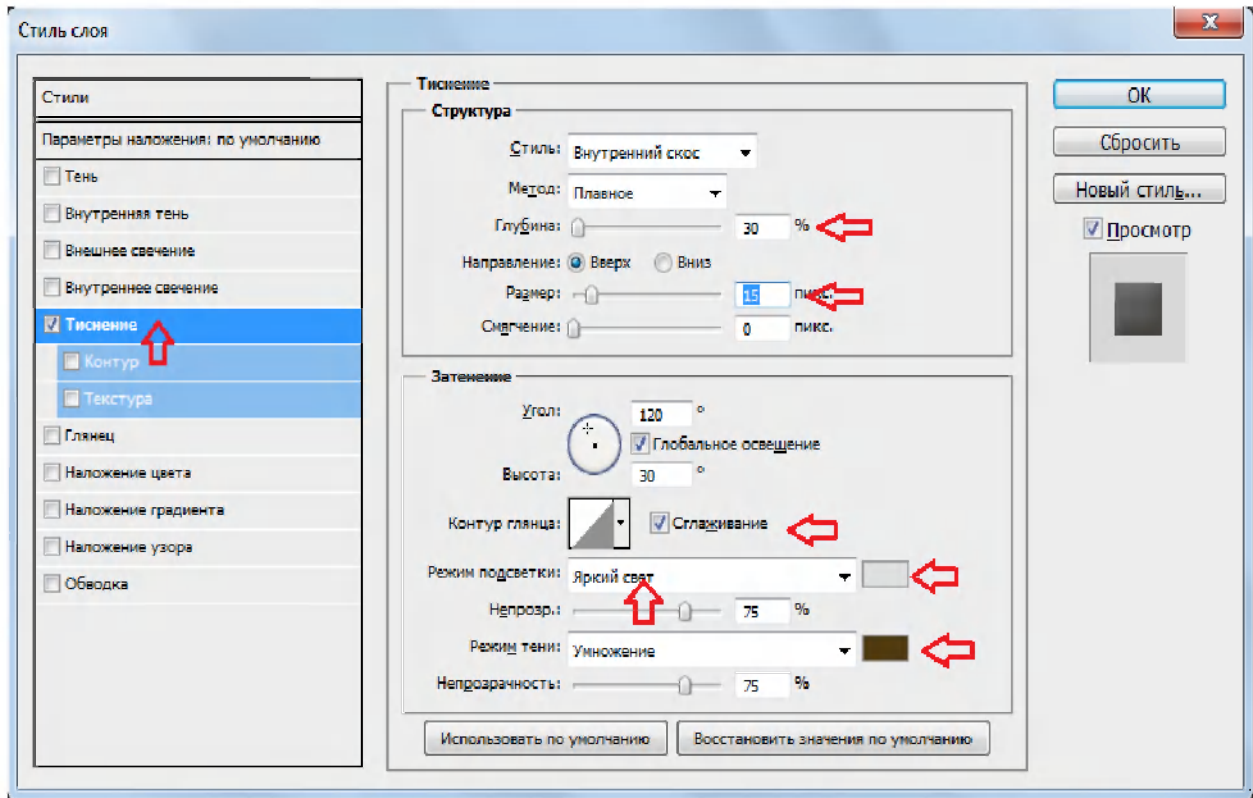 Стиль слоя
Стили
Параметры наложения: по умолчанию
Тень
Внутренняя тень
Внешнее свечение
Внутреннее свечение
Тиснение
Контур
Текстура
Глянец
Наложение цвета
Наложение градиента
Наложение узора
Обводка
Тиснение
Структура
Стиль: Внутренний скос
Метод: Плавное
Глубина: 30 %
Направление: Вверх Вниз
Размер: 15 пикс.
Смягчение: 0 пикс.
Затенение
Угол: 120 °
Глобальное освещение
Высота: 30 °
Контур глянца: Сглаживание
Режим подсветки: Яркий свет
Непрозр.: 75 %
Режим тени: Умножение
Непрозрачность: 75 %
Использовать по умолчанию Восстановить значения по умолчанию
OK
Сбросить
Новый стиль...
Просмотр